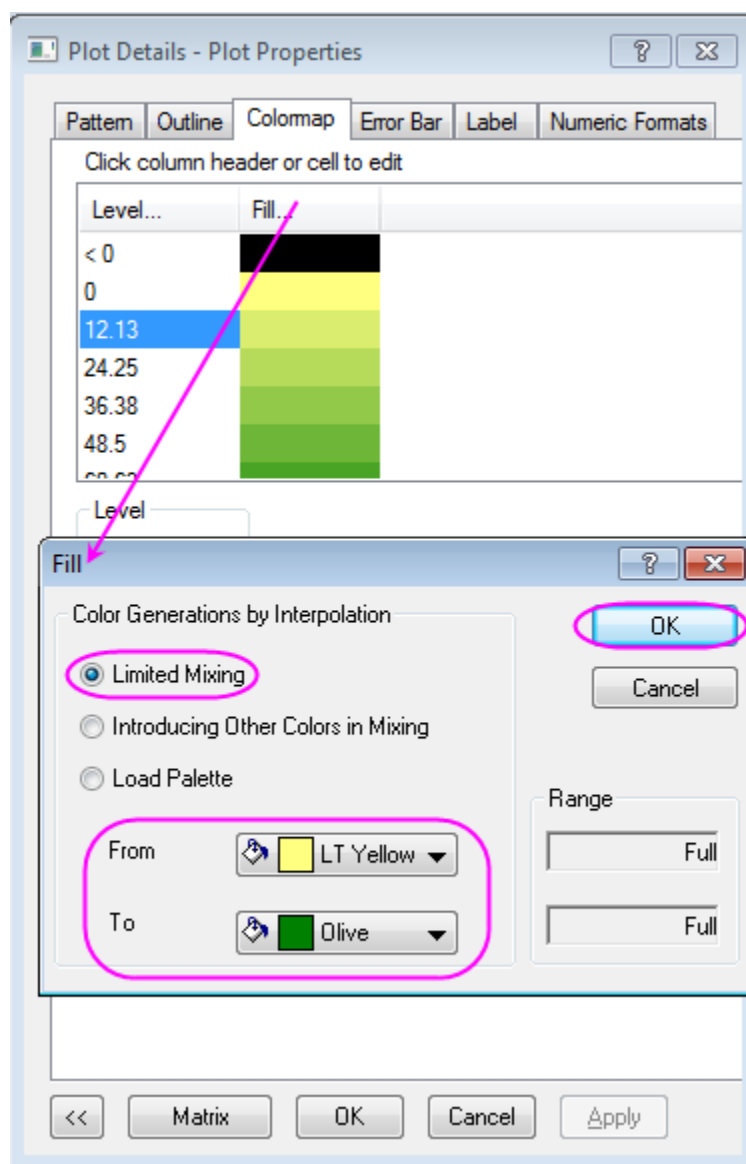 Plot Details - Plot Properties
Pattern Outline Colormap Error Bar Label Numeric Formats
Click column header or cell to edit
Level... Fill...
< 0
0
12.13
24.25
36.38
48.5
Level
Fill
Color Generations by Interpolation
OK
Limited Mixing
Cancel
Introducing Other Colors in Mixing
Load Palette
Range
From LT Yellow Full
To Olive Full
<< Matrix OK Cancel Apply